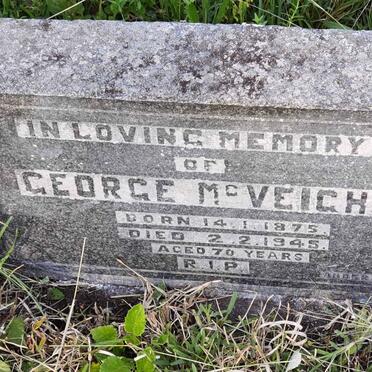 IN LOVING MEMORY
OF
GEORGE McVEIGH
BORN 14.1.1875
DIED 2.2.1945
AGED 70 YEARS
R.I.P.